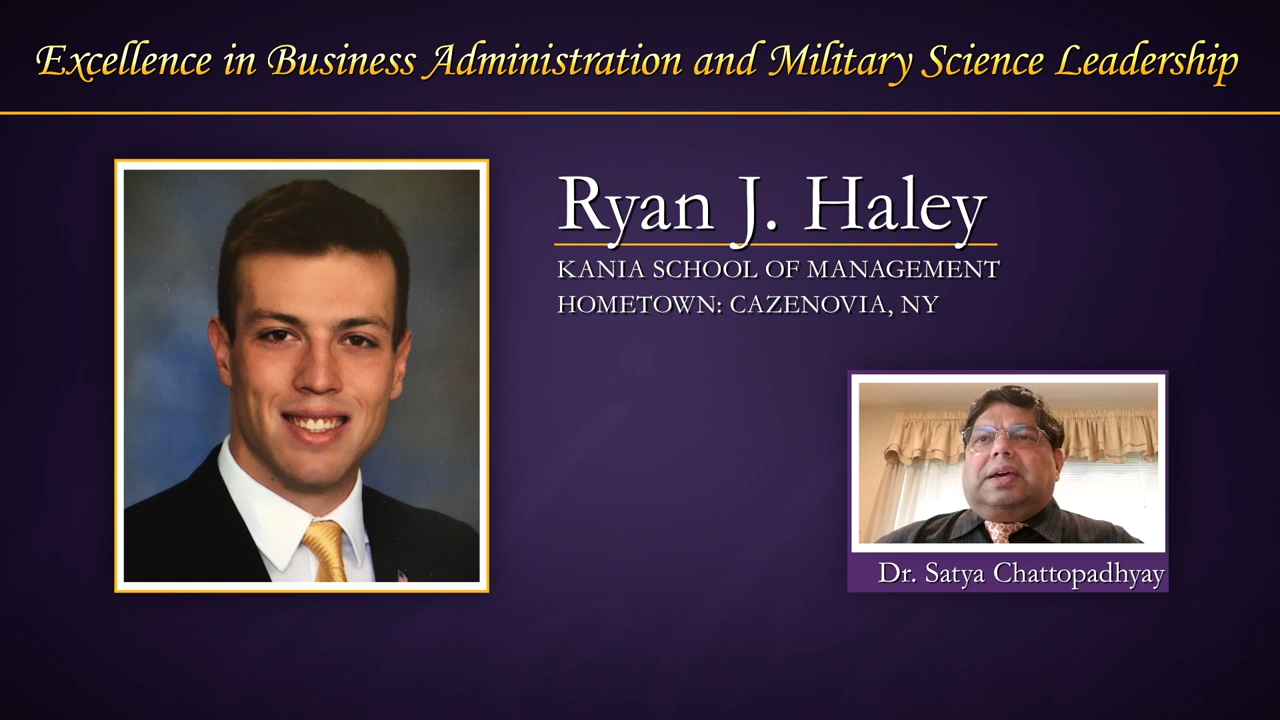 Excellence in Business Administration and Military Science Leadership
Ryan J. Haley
KANIA SCHOOL OF MANAGEMENT
HOMETOWN: CAZENOVIA, NY
Dr. Satya Chattopadhyay